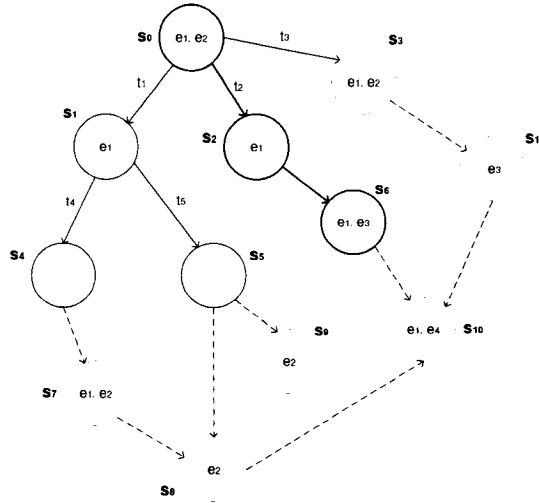 S0
e1, e2
t3
S3
e1, e2
t1
t2
S1
e1
S2
e1
S1
e3
t4
t5
S6
e1, e3
S4
S5
S9
e2
e1, e4
S10
S7
e1, e2
e2
S8